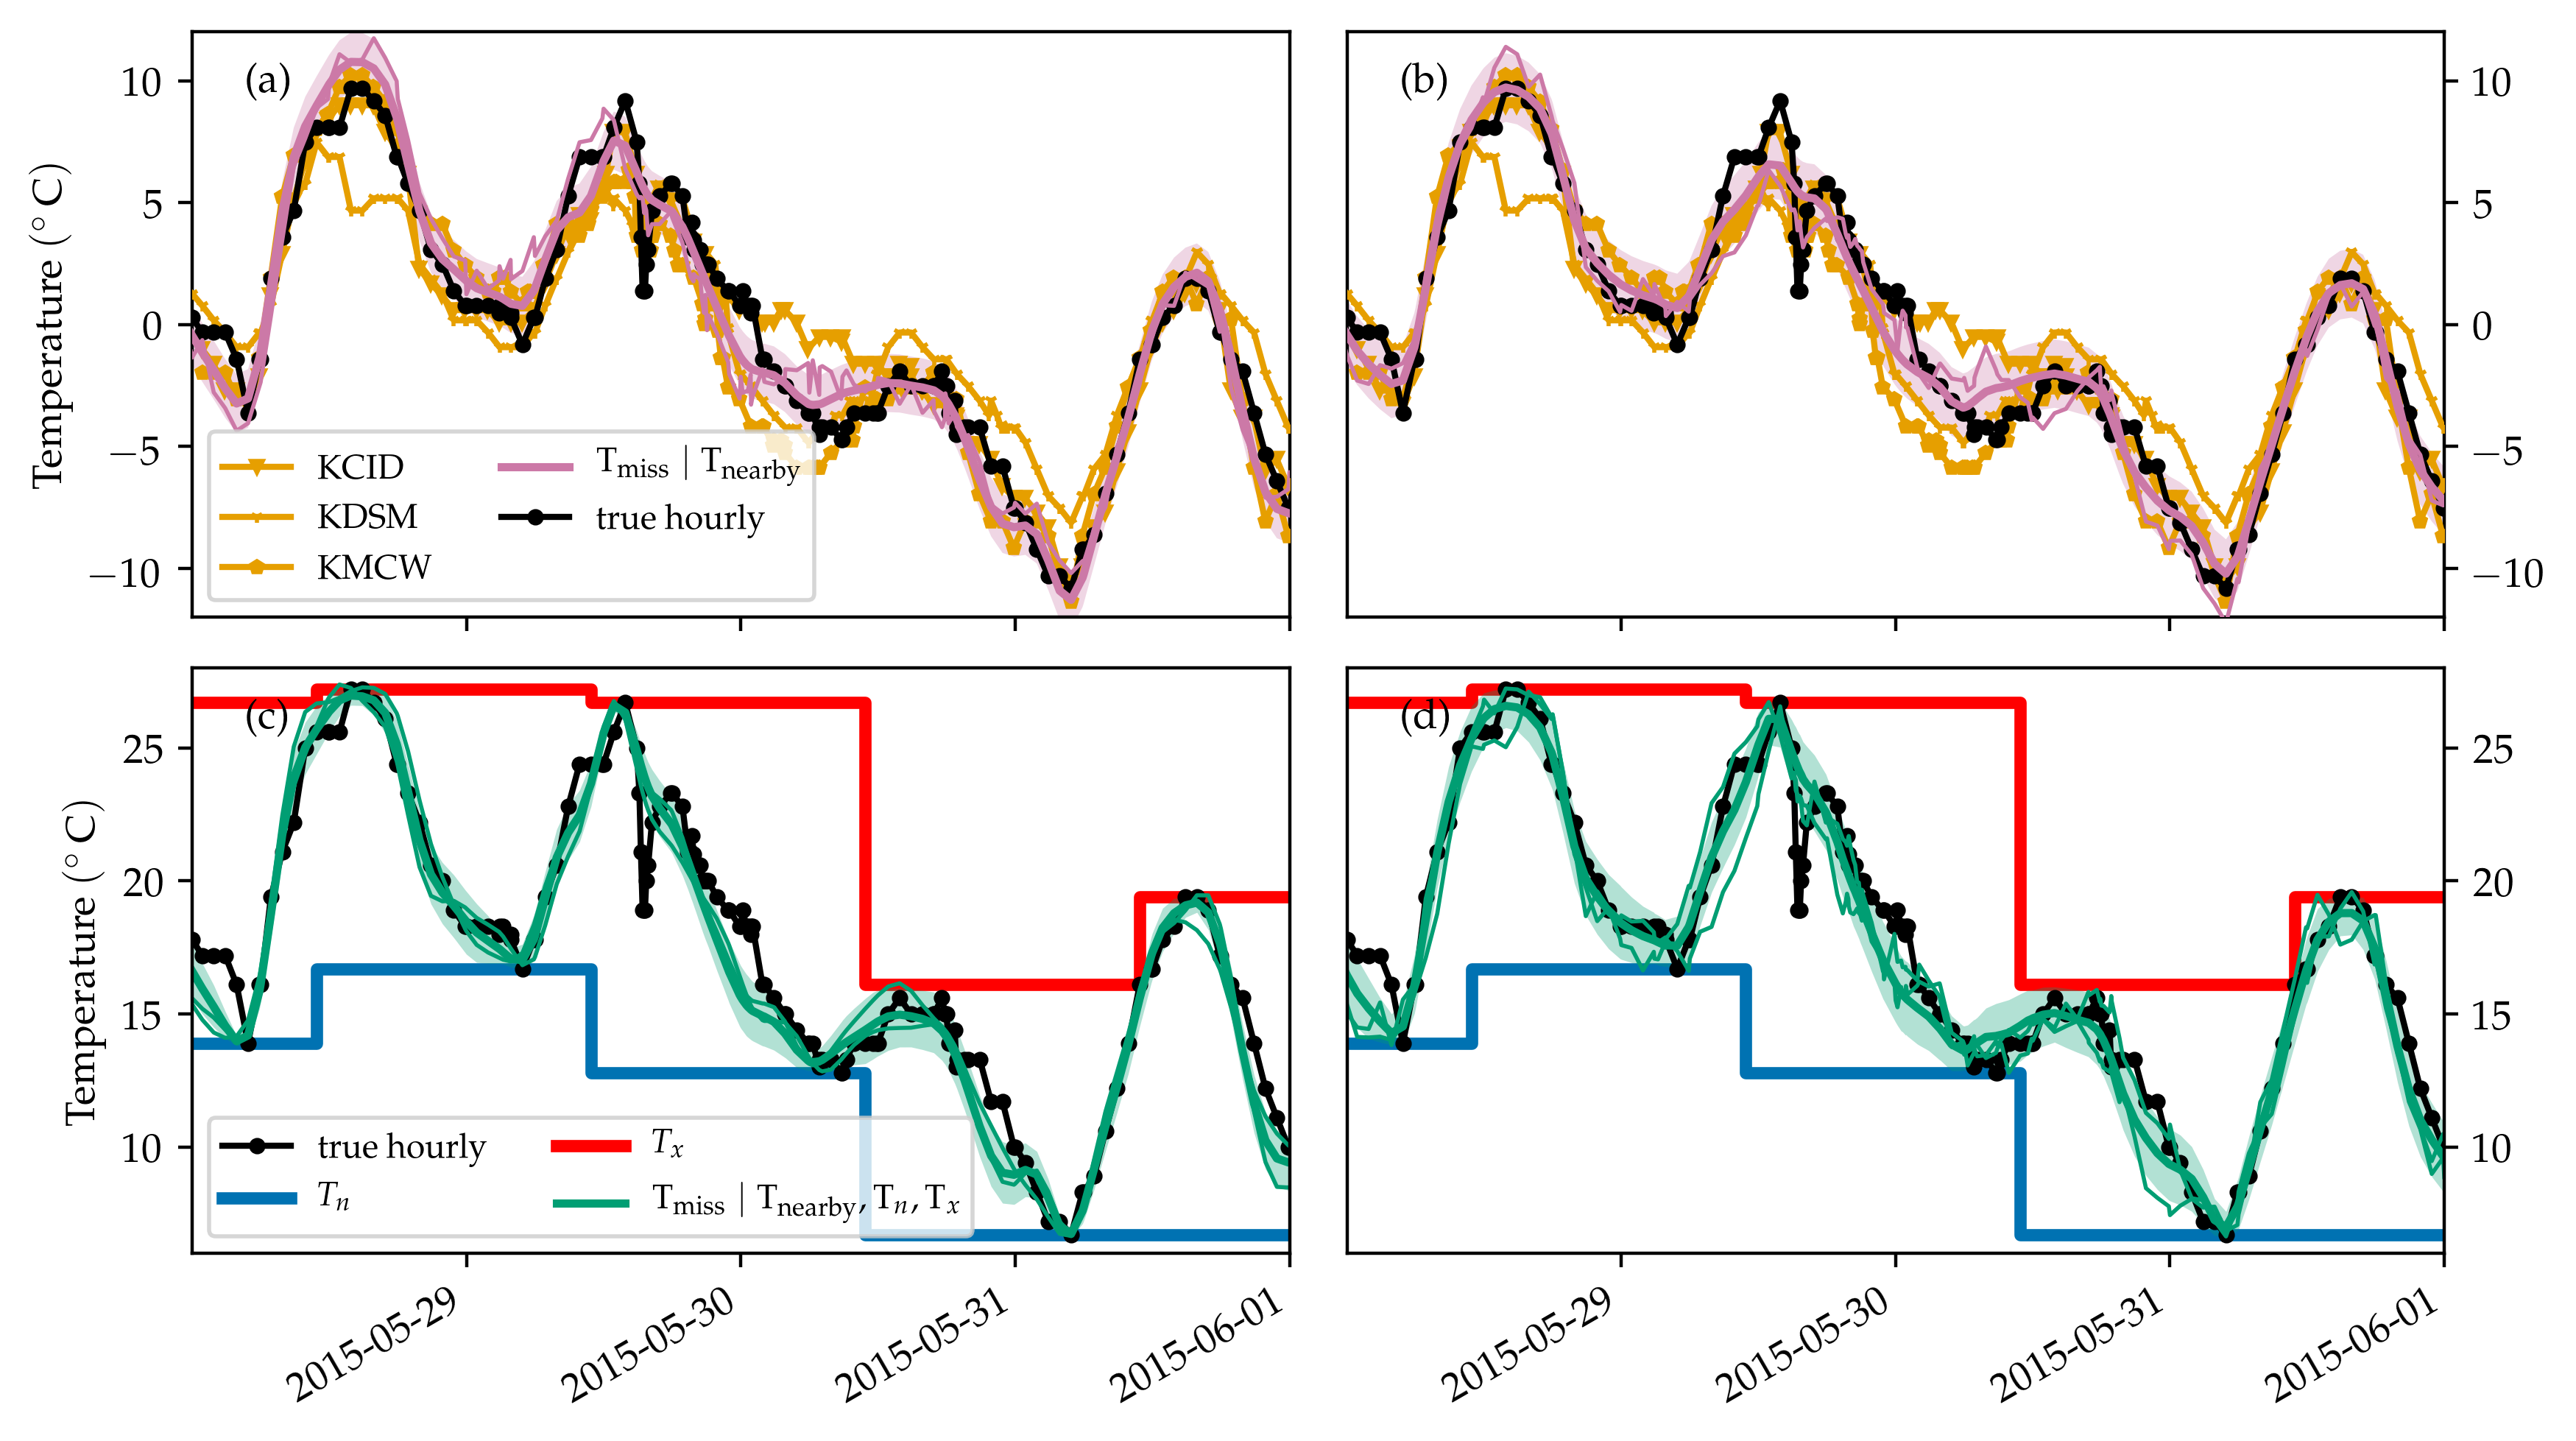 (a)
(b)
Temperature (° C)
10
5
0
−5
−10
KCID
KDSM
KMCW
T_miss | T_nearby
true hourly
10
5
0
−5
−10
(c)
(d)
Temperature (° C)
25
20
15
10
true hourly
T_n
T_x
T_miss | T_nearby, T_n, T_x
25
20
15
10
2015-05-29
2015-05-30
2015-05-31
2015-06-01
2015-05-29
2015-05-30
2015-05-31
2015-06-01